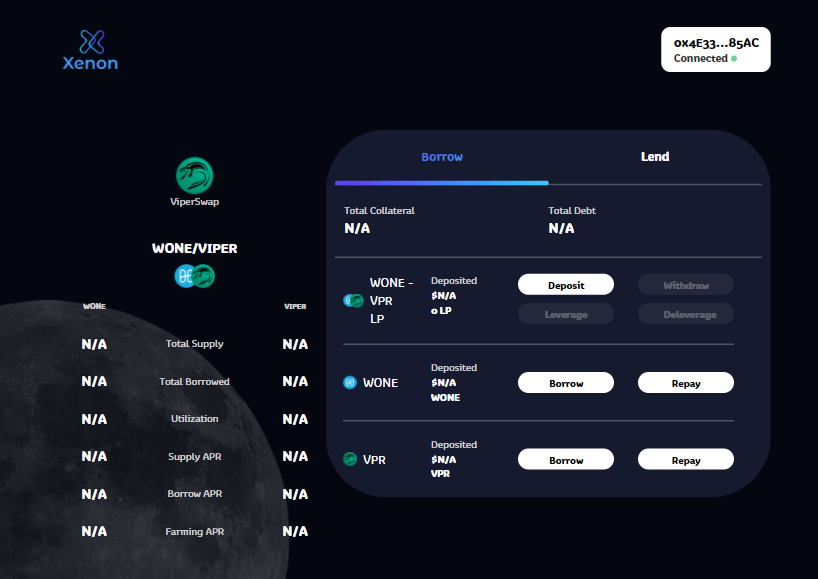 Xenon
0x4E33...85AC
Connected
ViperSwap
WONE/VIPER
WONe
VIPER
N/A Total Supply N/A
N/A Total Borrowed N/A
N/A Utilization N/A
N/A Supply APR N/A
N/A Borrow APR N/A
N/A Farming APR N/A
Borrow Lend
Total Collateral
N/A
Total Debt
N/A
WONE -
VPR
LP
Deposited
$N/A
0 LP
Deposit Withdraw
Leverage Deleverage
WONE
Deposited
$N/A
WONE
Borrow Repay
VPR
Deposited
$N/A
VPR
Borrow Repay